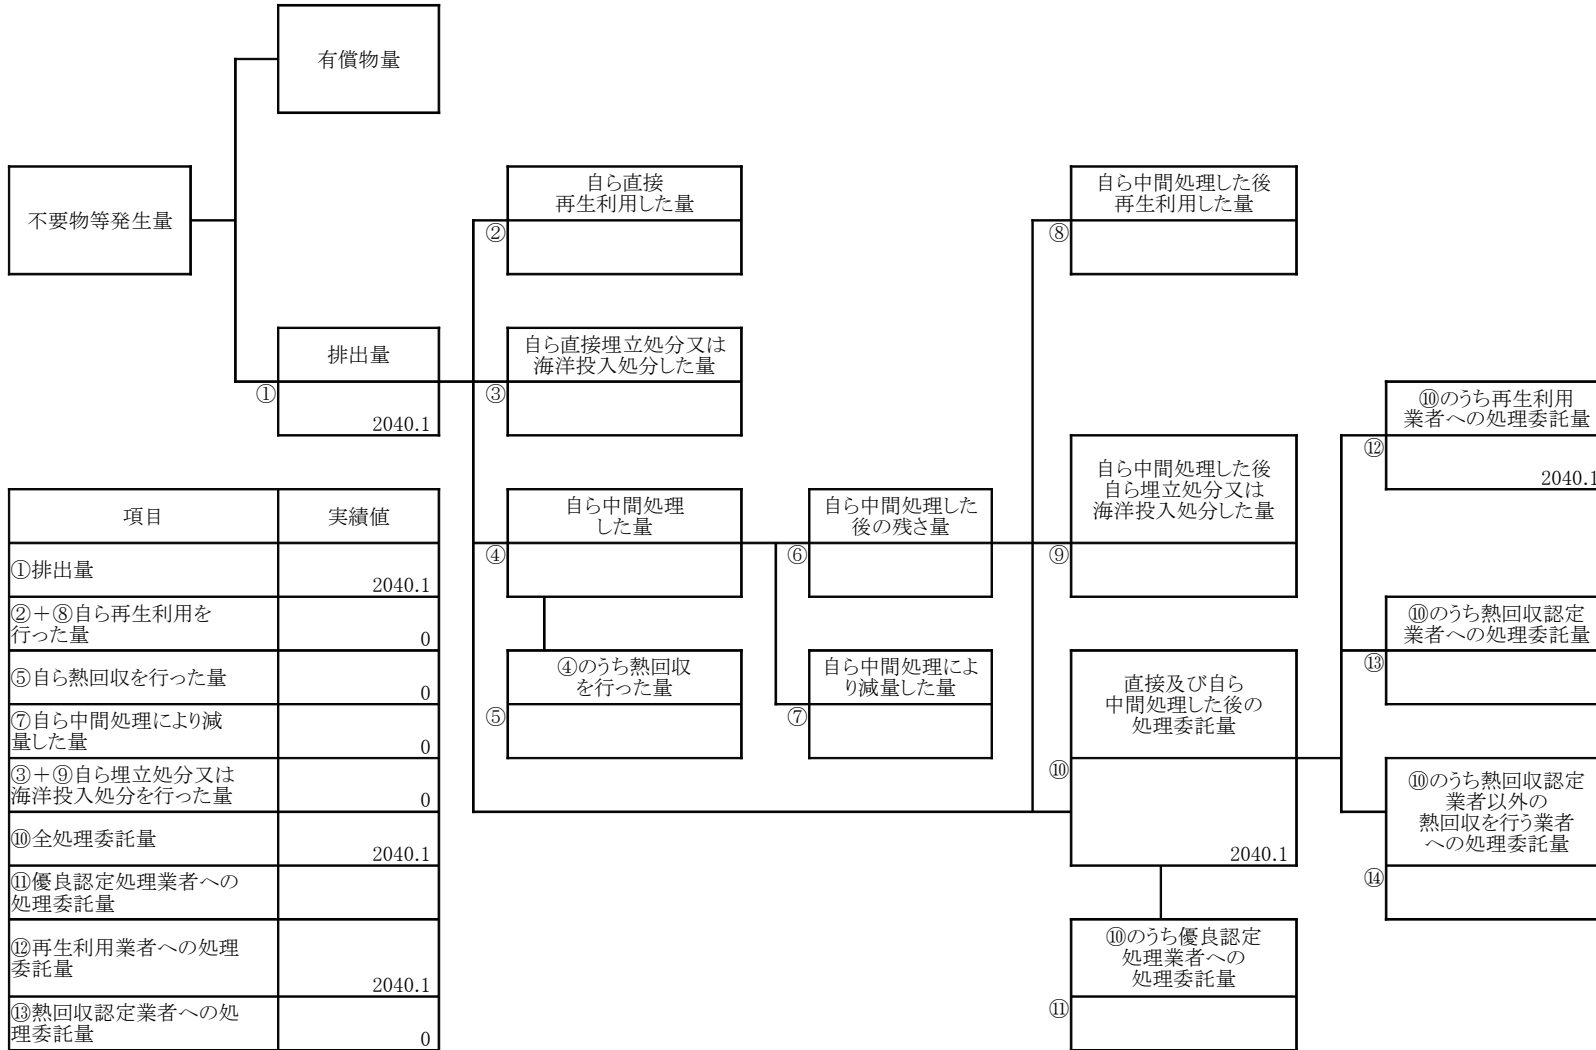 有償物量
不要物等発生量
自ら直接
再生利用した量
②
自ら中間処理した後
再生利用した量
⑧
排出量
①
2040.1
自ら直接埋立処分又は
海洋投入処分した量
③
⑩のうち再生利用
業者への処理委託量
⑫
2040.1
自ら中間処理した後
自ら埋立処分又は
海洋投入処分した量
⑨
自ら中間処理
した量
④
自ら中間処理した
後の残さ量
⑥
⑩のうち熱回収認定
業者への処理委託量
⑬
④のうち熱回収
を行った量
⑤
自ら中間処理によ
り減量した量
⑦
直接及び自ら
中間処理した後の
処理委託量
⑩
2040.1
⑩のうち熱回収認定
業者以外の
熱回収を行う業者
への処理委託量
⑭
⑩のうち優良認定
処理業者への
処理委託量
⑪
項目
実績値
①排出量
2040.1
②＋⑧自ら再生利用を
行った量
0
⑤自ら熱回収を行った量
0
⑦自ら中間処理により減
量した量
0
③＋⑨自ら埋立処分又は
海洋投入処分を行った量
0
⑩全処理委託量
2040.1
⑪優良認定処理業者への
処理委託量
⑫再生利用業者への処理
委託量
2040.1
⑬熱回収認定業者への処
理委託量
0